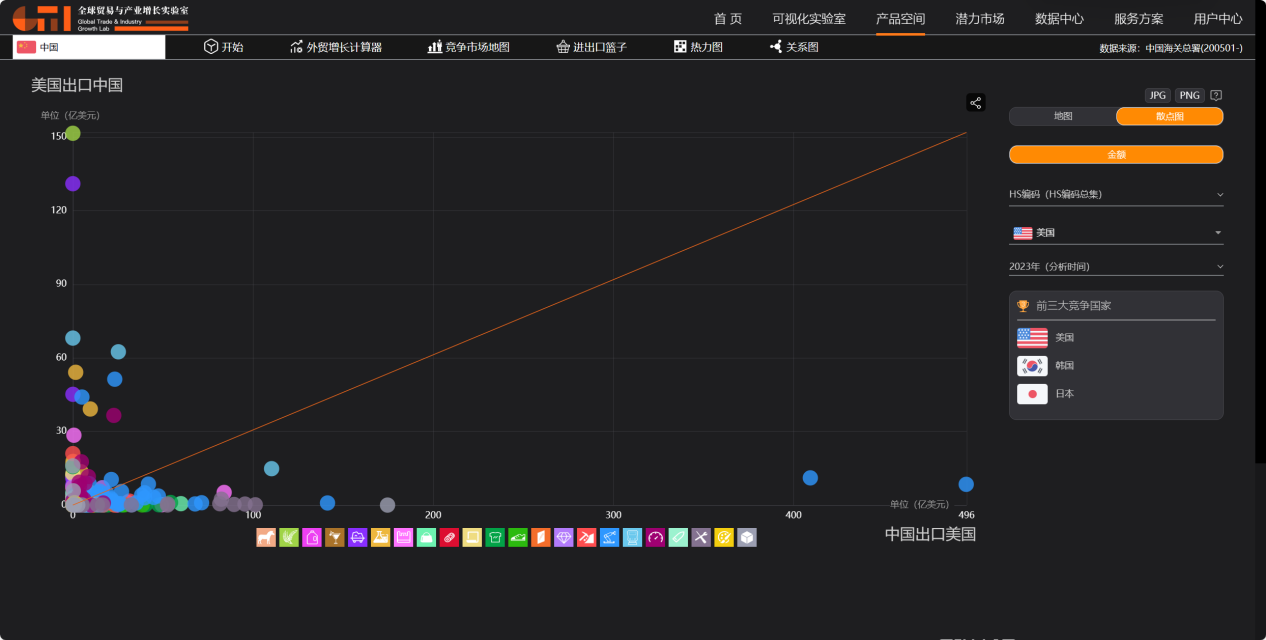 全球贸易与产业增长实验室
Global Trade & Industry
Growth Lab
首 页 可视化实验室 产品空间 潜力市场 数据中心 服务方案 用户中心
中国 开始 外贸增长计算器 竞争市场地图 进出口篮子 热力图 关系图 数据来源：中国海关总署(200501-)
美国出口中国
JPG PNG ?
单位（亿美元）
地图 散点图
150
金额
120
HS编码（HS编码总集）
美国
2023年（分析时间）
90
前三大竞争国家
美国
60
韩国
日本
30
0
单位（亿美元）
0 100 200 300 400 496
中国出口美国